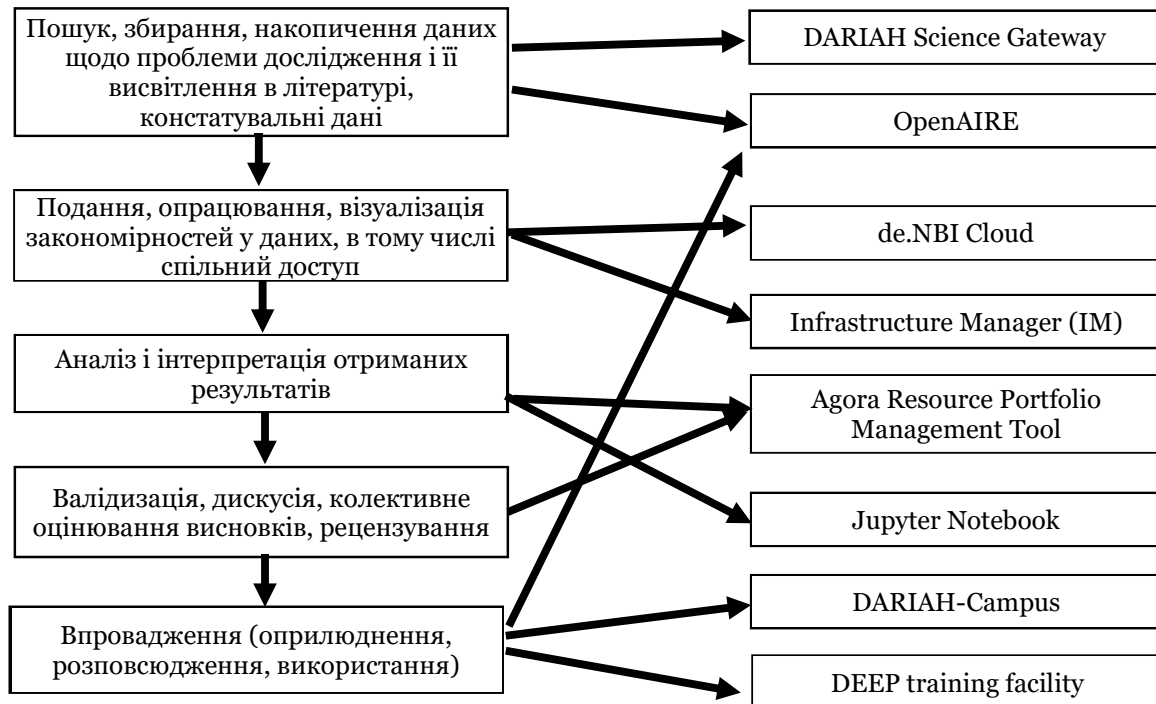 Пошук, збирання, накопичення даних
щодо проблеми дослідження і її
висвітлення в літературі,
констатувальні дані
Подання, опрацювання, візуалізація
закономірностей у даних, в тому числі
спільний доступ
Аналіз і інтерпретація отриманих
результатів
Валідизація, дискусія, колективне
оцінювання висновків, рецензування
Впровадження (оприлюднення,
розповсюдження, використання)
DARIAH Science Gateway
OpenAIRE
de.NBI Cloud
Infrastructure Manager (IM)
Agora Resource Portfolio
Management Tool
Jupyter Notebook
DARIAH-Campus
DEEP training facility